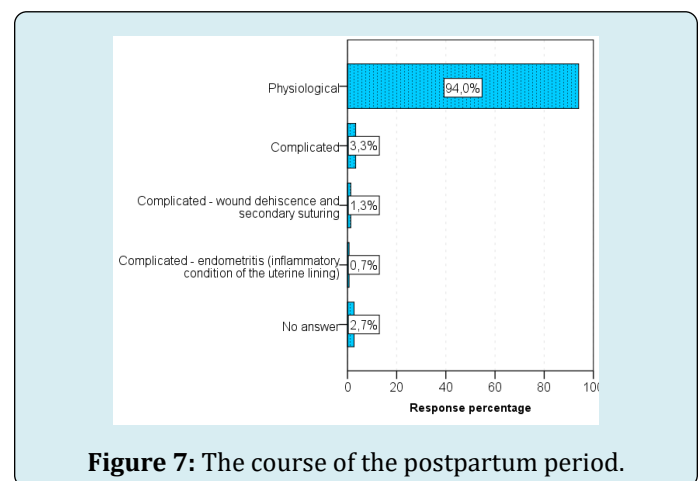 Physiological
94,0%
Complicated
3,3%
Complicated - wound dehiscence and
secondary suturing
1,3%
Complicated - endometritis (inflammatory
condition of the uterine lining)
0,7%
No answer
2,7%
0 20 40 60 80 100
Response percentage
Figure 7: The course of the postpartum period.